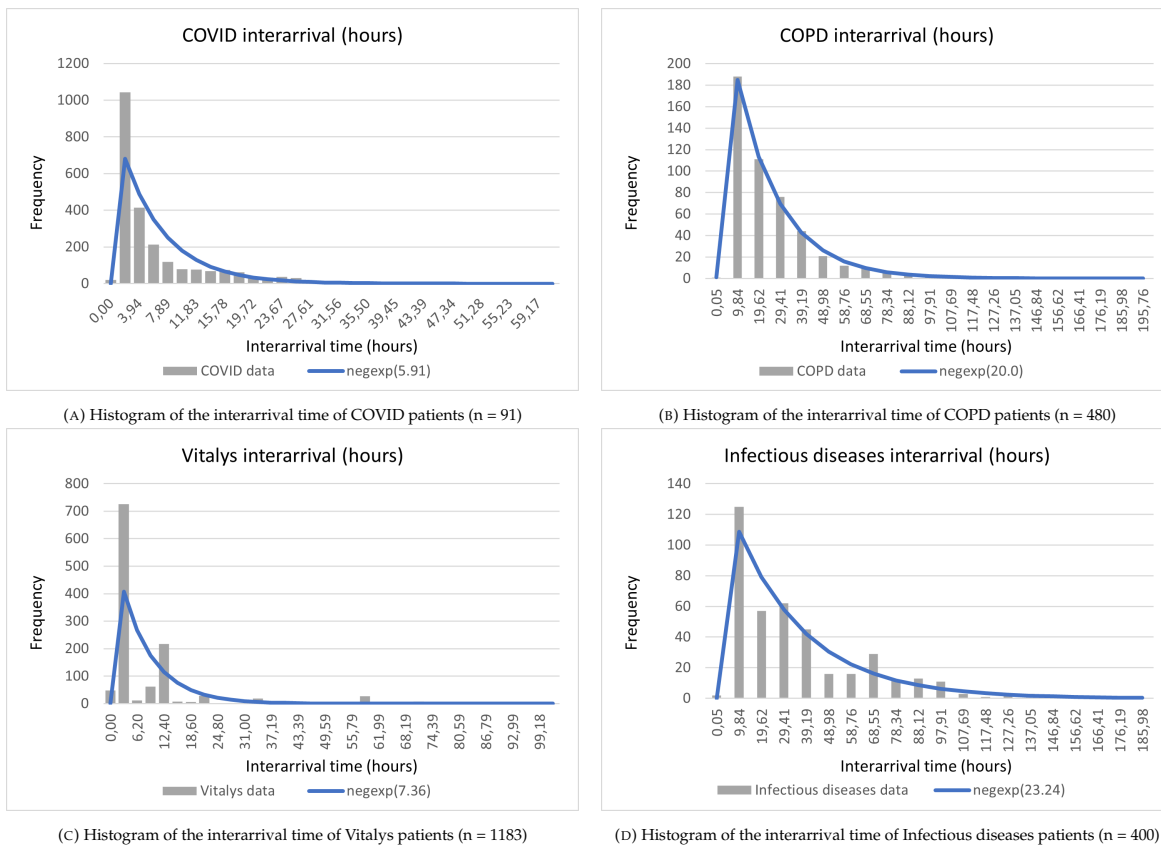 COVID interarrival (hours)
1200
1000
800
600
400
200
0
Frequency
0,00 3,94 7,89 11,83 15,78 19,72 23,67 27,61 31,56 35,50 39,45 43,39 47,34 51,28 55,23 59,17
Interarrival time (hours)
COVID data negexp(5.91)
(A) Histogram of the interarrival time of COVID patients (n = 91)
COPD interarrival (hours)
200
180
160
140
120
100
80
60
40
20
0
Frequency
0,05 9,84 19,62 29,41 39,19 48,98 58,76 68,55 78,34 88,12 97,91 107,69 117,48 127,26 137,05 146,84 156,62 166,41 176,19 185,98 195,76
Interarrival time (hours)
COPD data negexp(20.0)
(B) Histogram of the interarrival time of COPD patients (n = 480)
Vitalys interarrival (hours)
800
700
600
500
400
300
200
100
0
Frequency
0,00 6,20 12,40 18,60 24,80 31,00 37,19 43,39 49,59 55,79 61,99 68,19 74,39 80,59 86,79 92,99 99,18
Interarrival time (hours)
Vitalys data negexp(7.36)
(C) Histogram of the interarrival time of Vitalys patients (n = 1183)
Infectious diseases interarrival (hours)
140
120
100
80
60
40
20
0
Frequency
0,05 9,84 19,62 29,41 39,19 48,98 58,76 68,55 78,34 88,12 97,91 107,69 117,48 127,26 137,05 146,84 156,62 166,41 176,19 185,98
Interarrival time (hours)
Infectious diseases data negexp(23.24)
(D) Histogram of the interarrival time of Infectious diseases patients (n = 400)